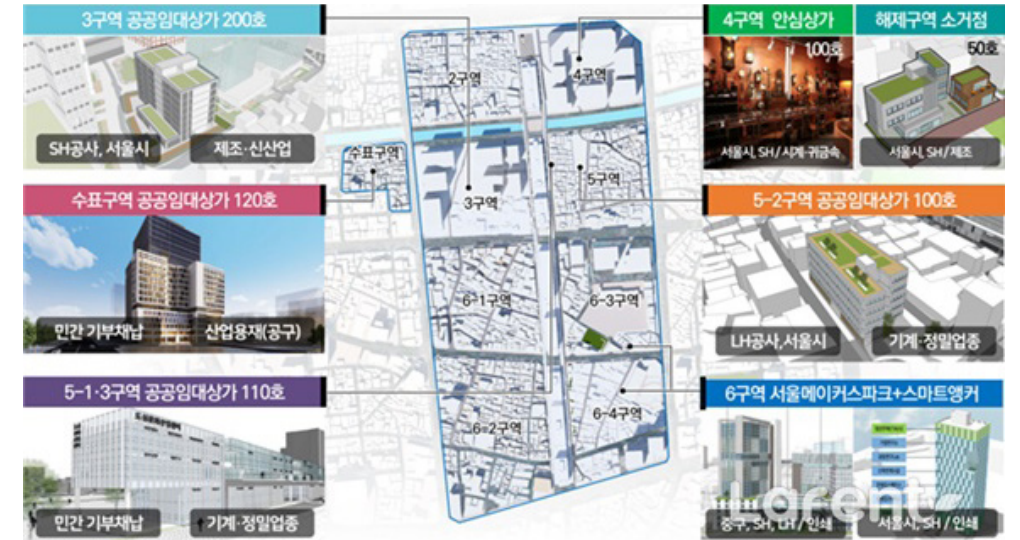 3구역 공공임대상가 200호
SH공사, 서울시
제조·신산업
수표구역 공공임대상가 120호
민간 기부채납
산업용재(공구)
5-1·3구역 공공임대상가 110호
민간 기부채납
기계·정밀업종
2구역
4구역
수표구역
3구역
5구역
6-1구역
6-3구역
6-2구역
6-4구역
4구역 안심상가
100호
서울시, SH/시계·귀금속
해제구역 소거점
50호
서울시, SH/제조
5-2구역 공공임대상가 100호
LH공사,서울시
기계·정밀업종
6구역 서울메이커스파크+스마트앵커
중구, SH, LH / 인쇄
서울시, SH / 인쇄
Lafent